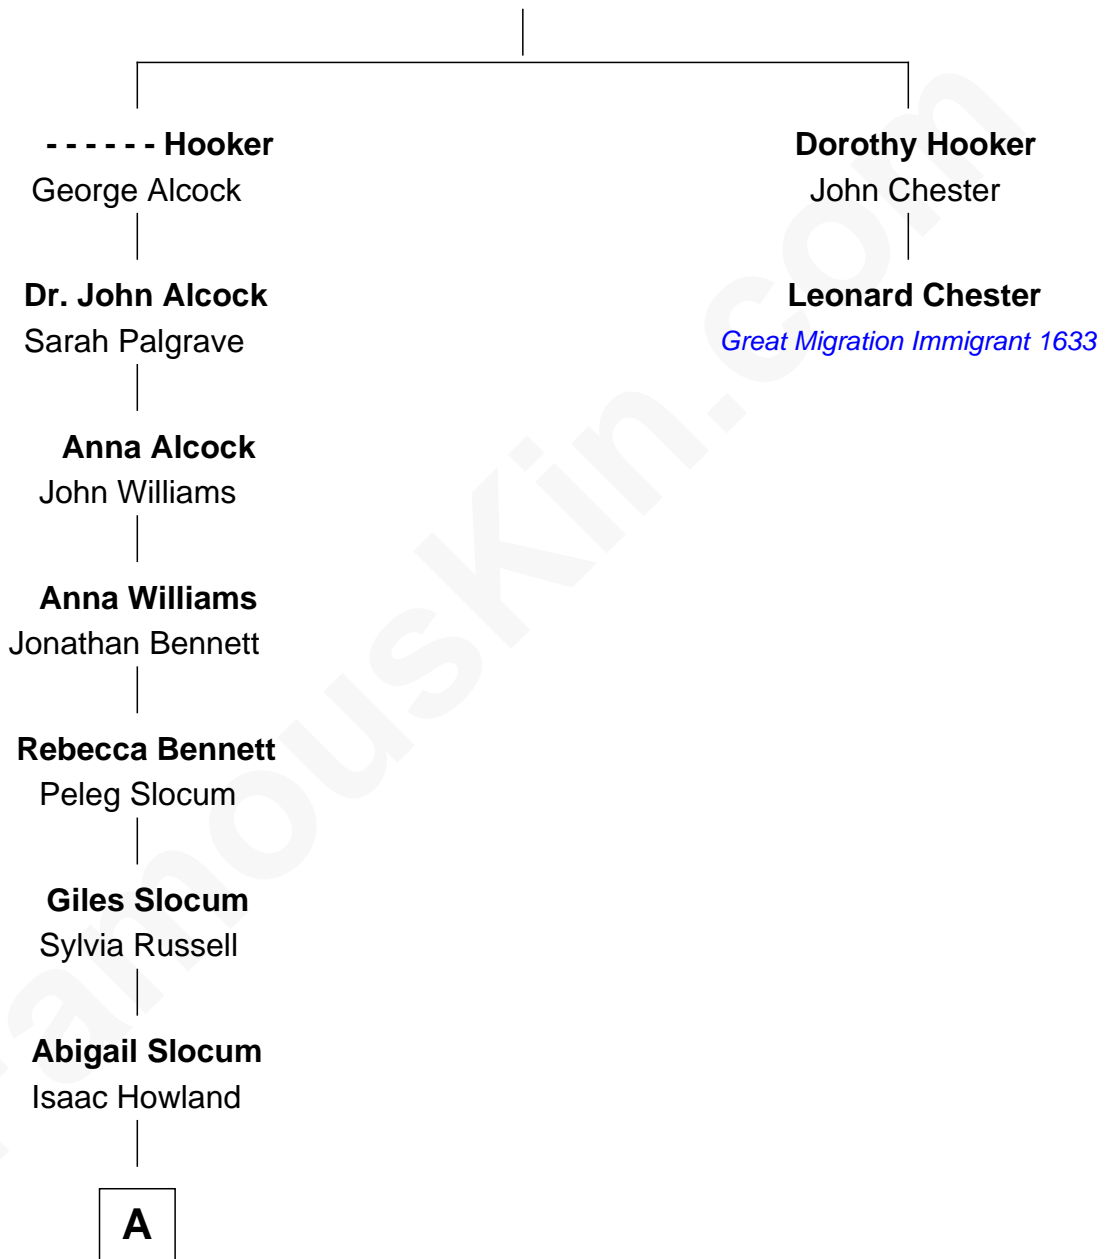 - - - - - - Hooker
George Alcock
Dorothy Hooker
John Chester
Dr. John Alcock
Sarah Palgrave
Leonard Chester
Great Migration Immigrant 1633
Anna Alcock
John Williams
Anna Williams
Jonathan Bennett
Rebecca Bennett
Peleg Slocum
Giles Slocum
Sylvia Russell
Abigail Slocum
Isaac Howland
A
FamousKin.com